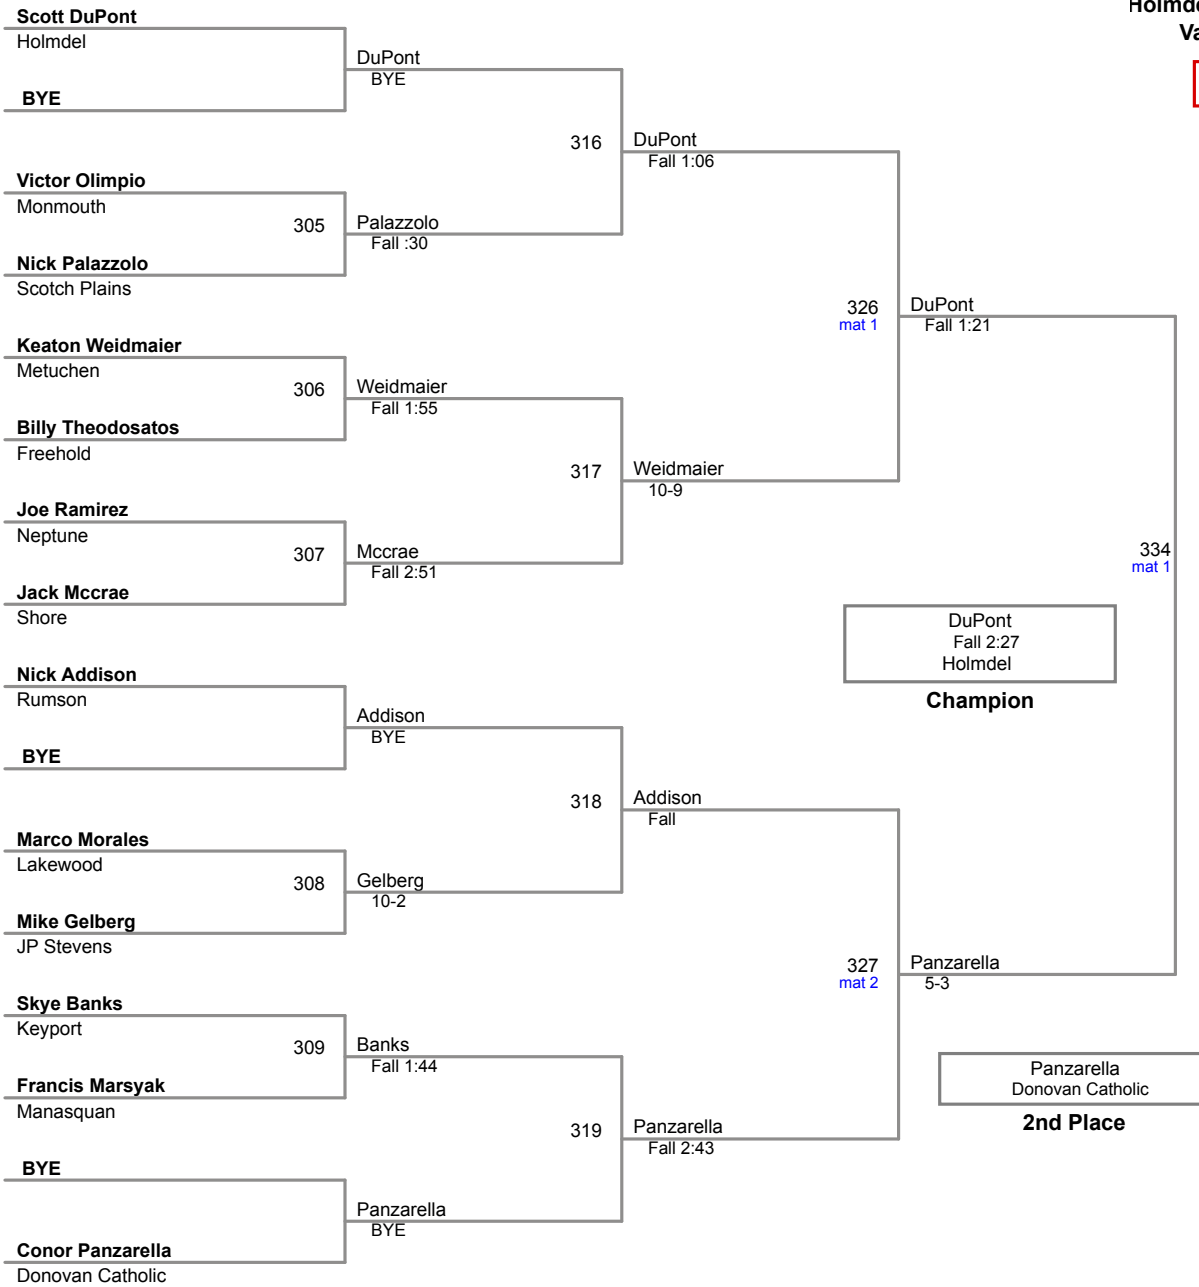 Scott DuPont
Holmdel
BYE
DuPont
BYE
316
DuPont
Fall 1:06
Victor Olimpio
Monmouth
305
Nick Palazzolo
Scotch Plains
Palazzolo
Fall :30
Keaton Weidmaier
Metuchen
306
Billy Theodosatos
Freehold
Weidmaier
Fall 1:55
326
mat 1
DuPont
Fall 1:21
317
Weidmaier
10-9
Joe Ramirez
Neptune
307
Jack Mccrae
Shore
Mccrae
Fall 2:51
334
mat 1
DuPont
Fall 2:27
Holmdel
Champion
Nick Addison
Rumson
BYE
Addison
BYE
318
Addison
Fall
Marco Morales
Lakewood
308
Mike Gelberg
JP Stevens
Gelberg
10-2
327
mat 2
Panzarella
5-3
Skye Banks
Keyport
309
Francis Marsyak
Manasquan
Banks
Fall 1:44
319
Panzarella
Fall 2:43
Panzarella
Donovan Catholic
2nd Place
BYE
Conor Panzarella
Donovan Catholic
Panzarella
BYE